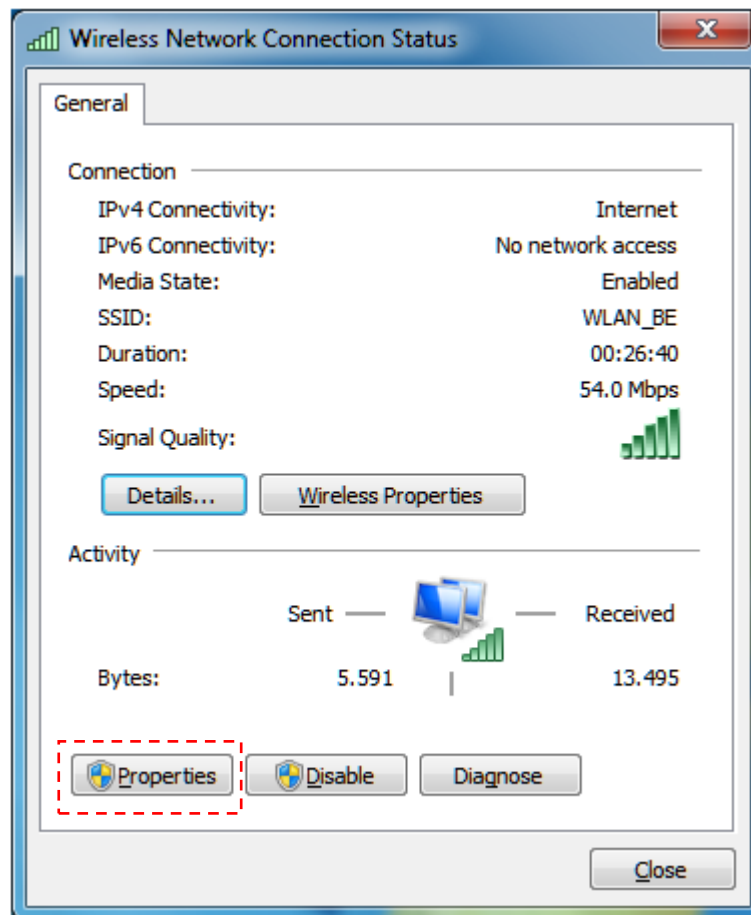 Wireless Network Connection Status
General
Connection
IPv4 Connectivity: Internet
IPv6 Connectivity: No network access
Media State: Enabled
SSID: WLAN_BE
Duration: 00:26:40
Speed: 54.0 Mbps
Signal Quality:
Details... Wireless Properties
Activity
Sent Received
Bytes: 5.591 13.495
Properties Disable Diagnose
Close